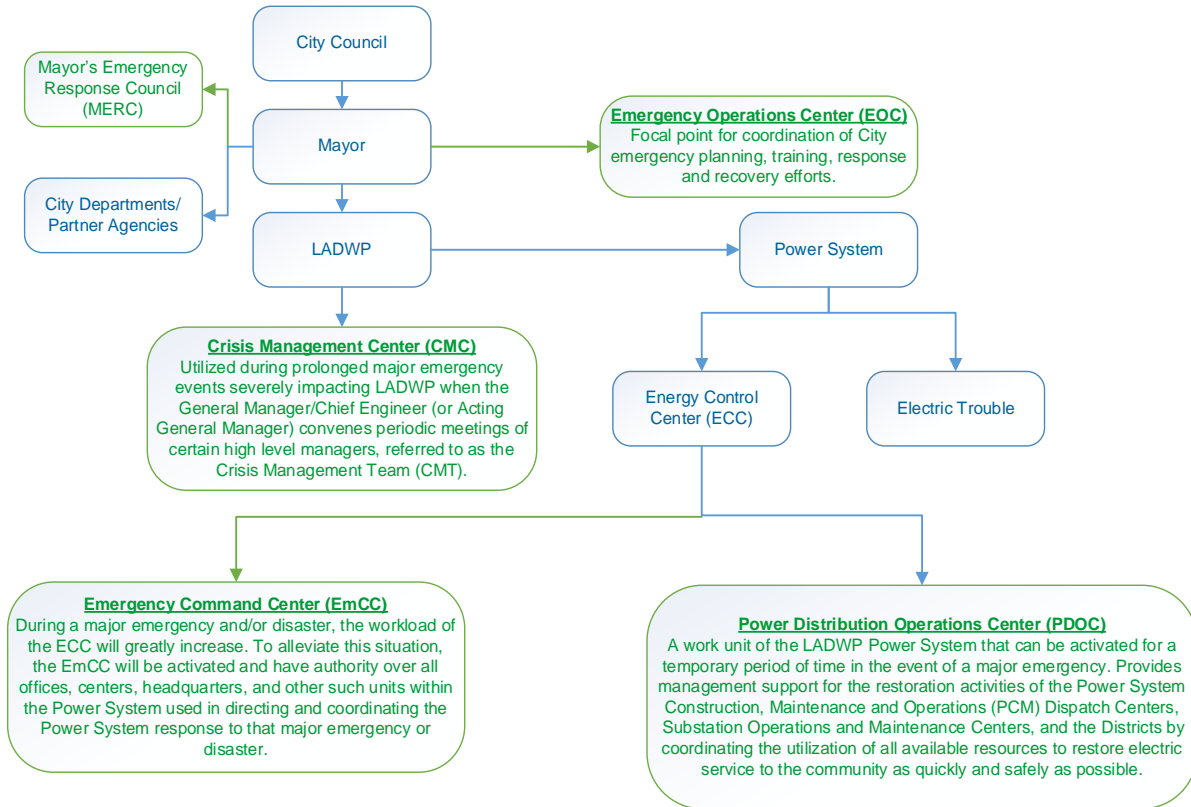 City Council
Mayor's Emergency
Response Council
(MERC)
Mayor
Emergency Operations Center (EOC)
Focal point for coordination of City
emergency planning, training, response
and recovery efforts.
City Departments/
Partner Agencies
LADWP
Power System
Crisis Management Center (CMC)
Utilized during prolonged major emergency
events severely impacting LADWP when the
General Manager/Chief Engineer (or Acting
General Manager) convenes periodic meetings of
certain high level managers, referred to as the
Crisis Management Team (CMT).
Energy Control
Center (ECC)
Electric Trouble
Emergency Command Center (EmCC)
During a major emergency and/or disaster, the workload of
the ECC will greatly increase. To alleviate this situation,
the EmCC will be activated and have authority over all
offices, centers, headquarters, and other such units within
the Power System used in directing and coordinating the
Power System response to that major emergency or
disaster.
Power Distribution Operations Center (PDOC)
A work unit of the LADWP Power System that can be activated for a
temporary period of time in the event of a major emergency. Provides
management support for the restoration activities of the Power System
Construction, Maintenance and Operations (PCM) Dispatch Centers,
Substation Operations and Maintenance Centers, and the Districts by
coordinating the utilization of all available resources to restore electric
service to the community as quickly and safely as possible.